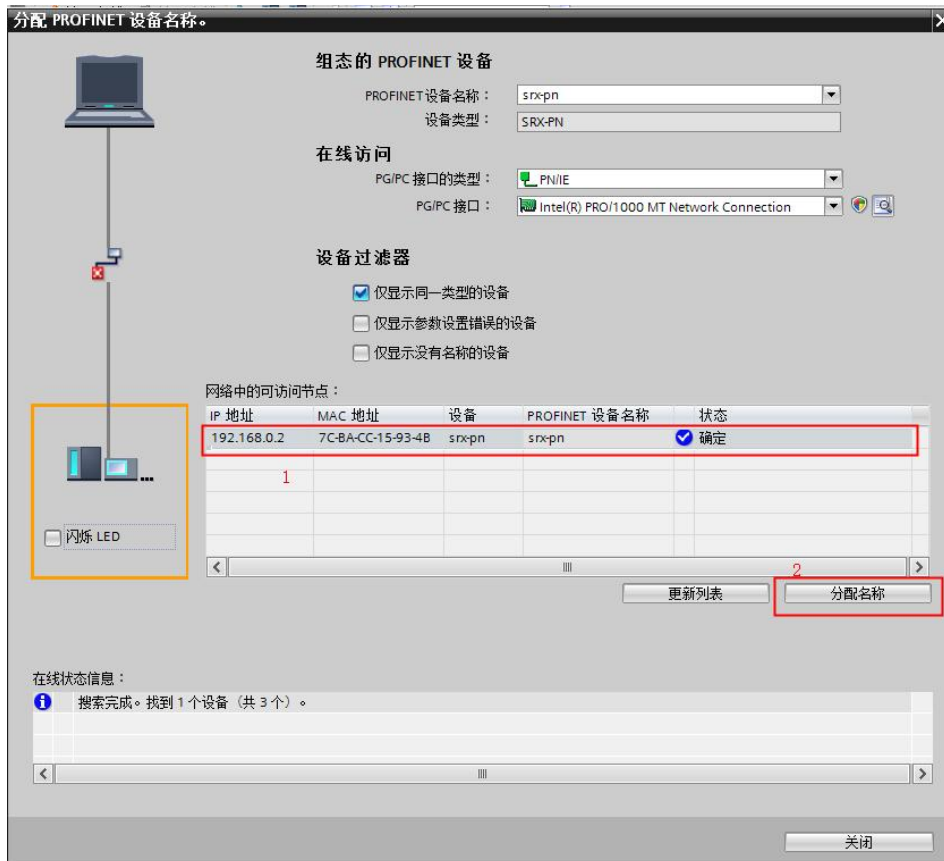 分配 PROFINET 设备名称。
组态的 PROFINET 设备
PROFINET设备名称： srx-pn
设备类型： SRX-PN
在线访问
PG/PC 接口的类型： PN/IE
PG/PC 接口： Intel(R) PRO/1000 MT Network Connection
设备过滤器
仅显示同一类型的设备
仅显示参数设置错误的设备
仅显示没有名称的设备
网络中的可访问节点：
IP 地址 MAC 地址 设备 PROFINET 设备名称 状态
192.168.0.2 7C-BA-CC-15-93-4B srx-pn srx-pn 确定
1
闪烁 LED
2
更新列表 分配名称
在线状态信息：
搜索完成。找到 1 个设备（共 3 个）。
关闭